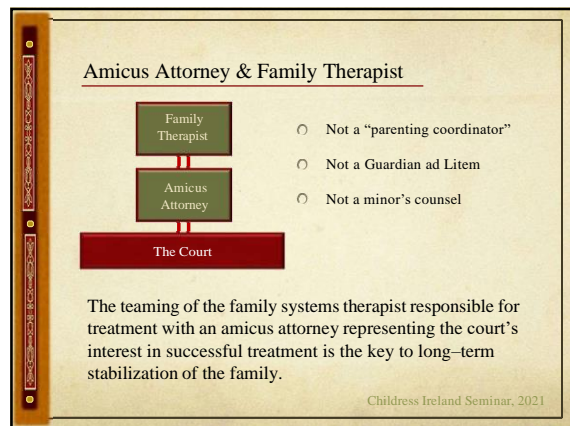 Amicus Attorney & Family Therapist
Family
Therapist
Amicus
Attorney
The Court
Not a “parenting coordinator”
Not a Guardian ad Litem
Not a minor’s counsel
The teaming of the family systems therapist responsible for
treatment with an amicus attorney representing the court’s
interest in successful treatment is the key to long–term
stabilization of the family.
Childress Ireland Seminar, 2021